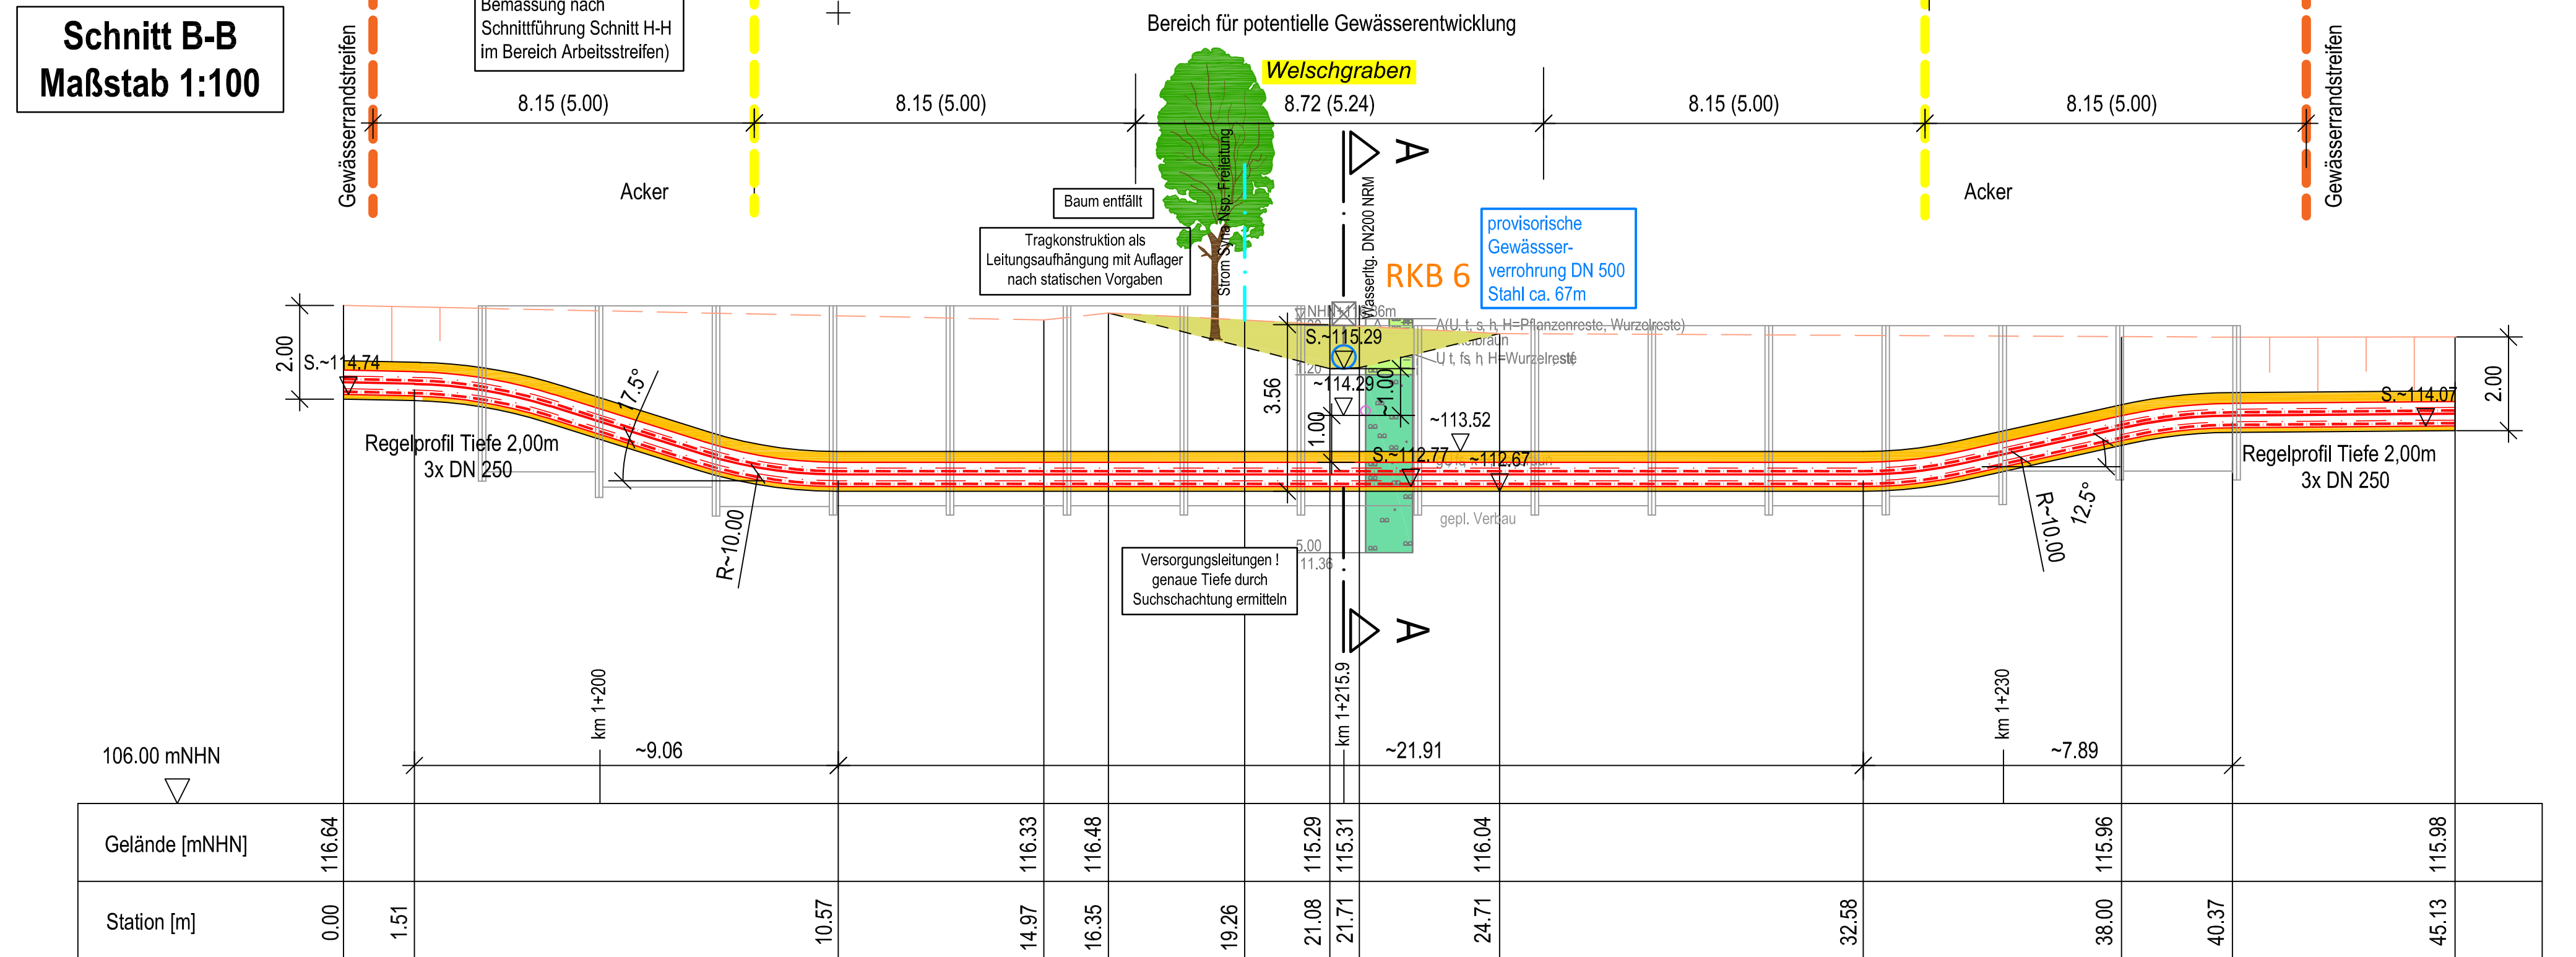 Schnitt B-B
Maßstab 1:100
Bemassung nach
Schnittführung Schnitt H-H
im Bereich Arbeitsstreifen)
Bereich für potentielle Gewässerentwicklung
Welschgraben
Gewässerrandstreifen
8.15 (5.00)
8.15 (5.00)
8.72 (5.24)
8.15 (5.00)
8.15 (5.00)
Gewässerrandstreifen
Acker
Acker
A
Baum entfällt
Tragkonstruktion als
Leitungsaufhängung mit Auflager
nach statischen Vorgaben
Strom Syna Nsp. Freileitung
Wasserltg. DN200 NRM
RKB 6
provisorische
Gewässser-
verrohrung DN 500
Stahl ca. 67m
A(U, t, s, h, H=Pflanzenreste, Wurzelreste)
U, t, fs, h, H=Wurzelreste
2.00
S.~114.74
17.5°
Regelprofil Tiefe 2,00m
3x DN 250
R~10.00
3.56
S.~115.29
1.20
~114.29
~1.00
1.00
~113.52
S.~112.77
~112.67
gepl. Verbau
5.00
S.~114.07
2.00
Regelprofil Tiefe 2,00m
3x DN 250
R~10.00
12.5°
Versorgungsleitungen !
genaue Tiefe durch
Suchschachtung ermitteln
A
km 1+200
km 1+215.9
km 1+230
106.00 mNHN
~9.06
~21.91
~7.89
Gelände [mNHN] 116.64 116.33 116.48 115.29 115.31 116.04 115.96 115.98
Station [m] 0.00 1.51 10.57 14.97 16.35 19.26 21.08 21.71 24.71 32.58 38.00 40.37 45.13